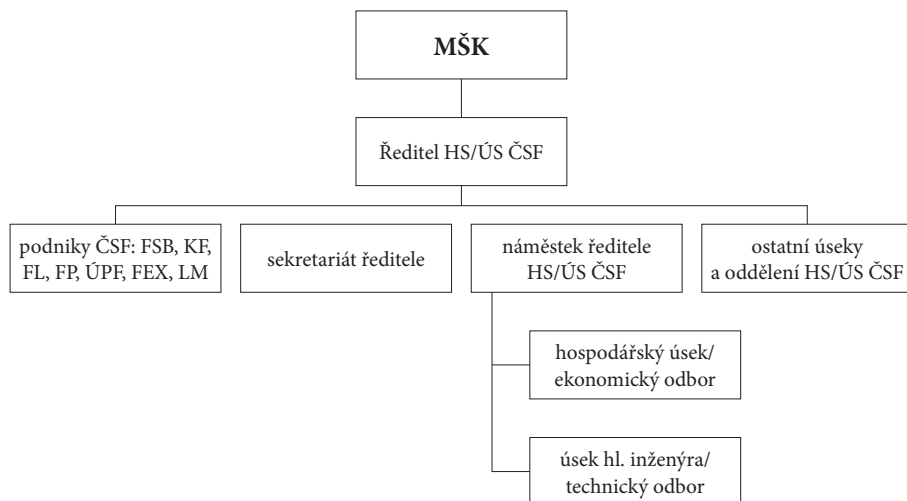 MŠK
Ředitel HS/ÚS ČSF
podniky ČSF: FSB, KF,
FL, FP, ÚPF, FEX, LM
sekretariát ředitele
náměstek ředitele
HS/ÚS ČSF
ostatní úseky
a oddělení HS/ÚS ČSF
hospodářský úsek/
ekonomický odbor
úsek hl. inženýra/
technický odbor